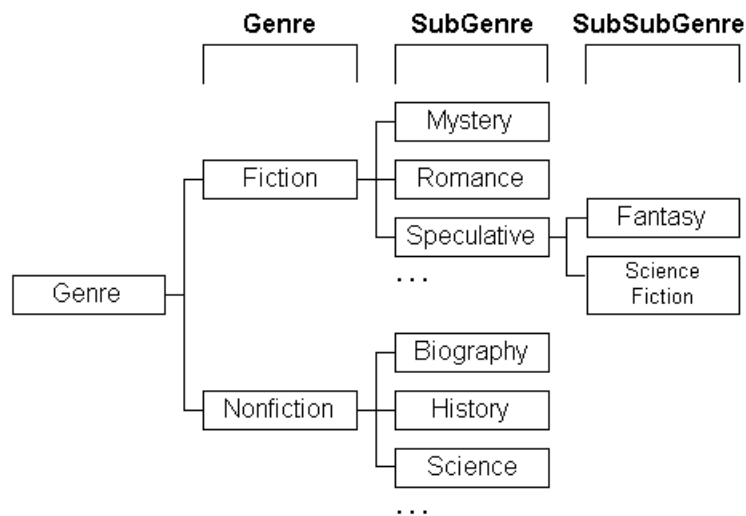 Genre SubGenre SubSubGenre
Mystery
Fiction Romance
Speculative Fantasy
...
Genre
Science
Fiction
Biography
Nonfiction History
Science
...